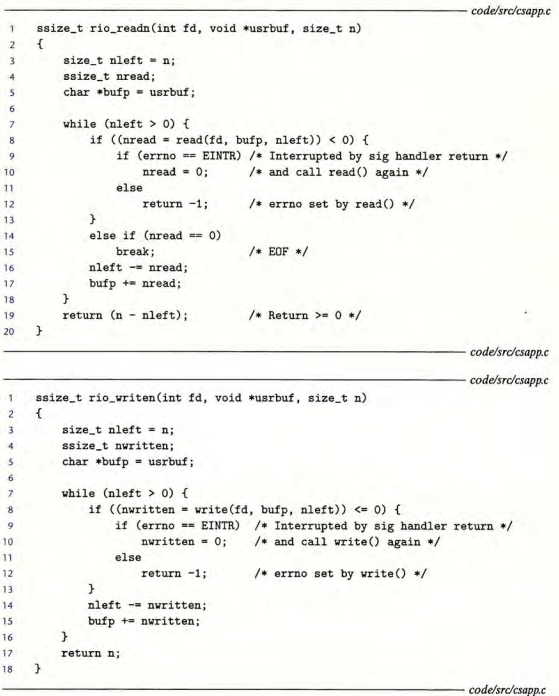 code/src/csapp.c
1 ssize_t rio_readn(int fd, void *usrbuf, size_t n)
2 {
3     size_t nleft = n;
4     ssize_t nread;
5     char *bufp = usrbuf;
6
7     while (nleft > 0) {
8         if ((nread = read(fd, bufp, nleft)) < 0) {
9             if (errno == EINTR) /* Interrupted by sig handler return */
10                 nread = 0;      /* and call read() again */
11             else
12                 return -1;      /* errno set by read() */
13         }
14         else if (nread == 0)
15             break;              /* EOF */
16         nleft -= nread;
17         bufp += nread;
18     }
19     return (n - nleft);         /* Return >= 0 */
20 }
code/src/csapp.c
code/src/csapp.c
1 ssize_t rio_writen(int fd, void *usrbuf, size_t n)
2 {
3     size_t nleft = n;
4     ssize_t nwritten;
5     char *bufp = usrbuf;
6
7     while (nleft > 0) {
8         if ((nwritten = write(fd, bufp, nleft)) <= 0) {
9             if (errno == EINTR)  /* Interrupted by sig handler return */
10                 nwritten = 0;    /* and call write() again */
11             else
12                 return -1;       /* errno set by write() */
13         }
14         nleft -= nwritten;
15         bufp += nwritten;
16     }
17     return n;
18 }
code/src/csapp.c